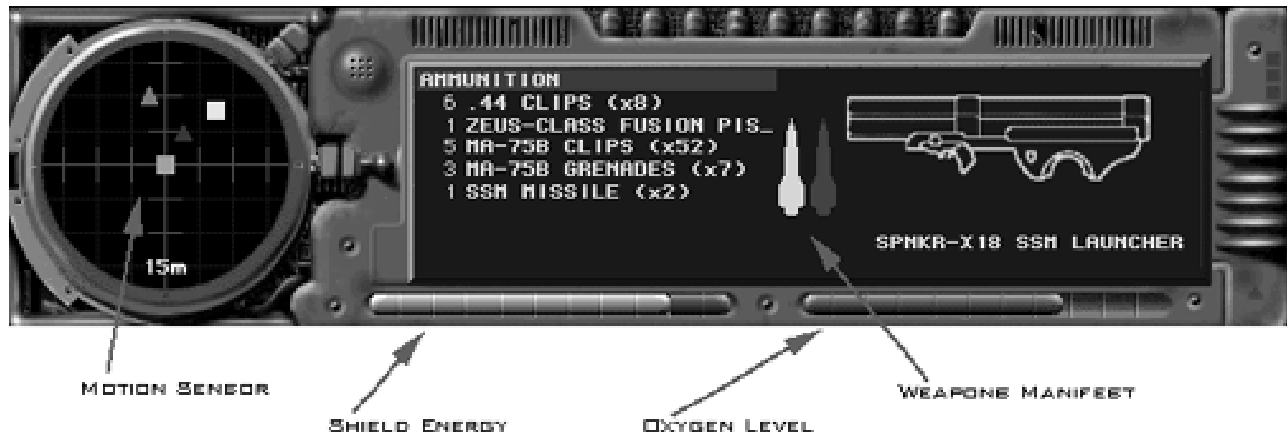 AMMUNITION
6 .44 CLIPS (x8)
1 ZEUS-CLASS FUSION PIS_
5 MA-75B CLIPS (x52)
3 MA-75B GRENADES (x7)
1 SSM MISSILE (x2)
SPNKR-X18 SSM LAUNCHER
15m
MOTION SENSOR
WEAPONS MANIFEST
SHIELD ENERGY
OXYGEN LEVEL